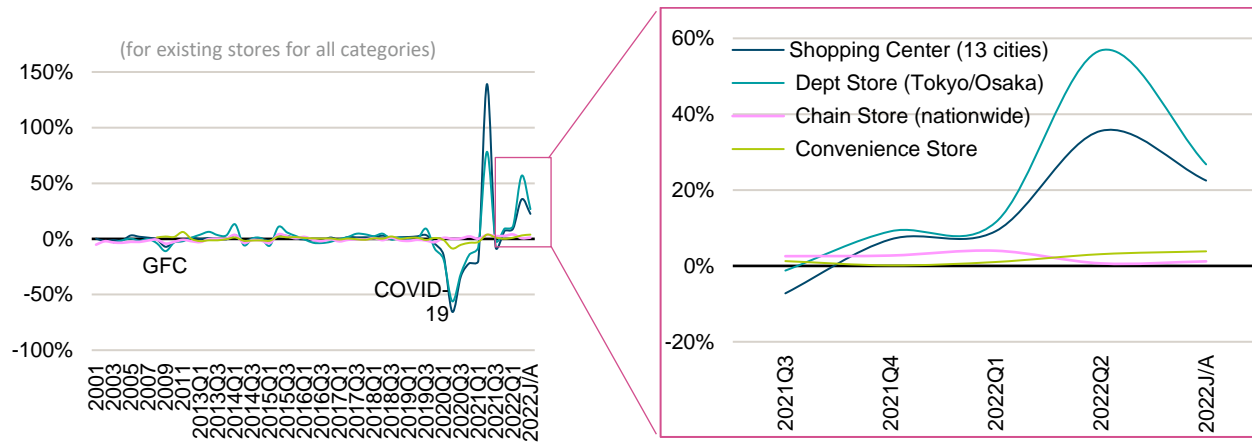 (for existing stores for all categories)
150%
100%
50%
0%
-50%
-100%
GFC
COVID-
19
2001
2003
2005
2007
2009
2011
2013Q1
2013Q3
2014Q1
2014Q3
2015Q1
2015Q3
2016Q1
2016Q3
2017Q1
2017Q3
2018Q1
2018Q3
2019Q1
2019Q3
2020Q1
2020Q3
2021Q1
2021Q3
2022Q1
2022J/A
60%
40%
20%
0%
-20%
Shopping Center (13 cities)
Dept Store (Tokyo/Osaka)
Chain Store (nationwide)
Convenience Store
2021Q3
2021Q4
2022Q1
2022Q2
2022J/A